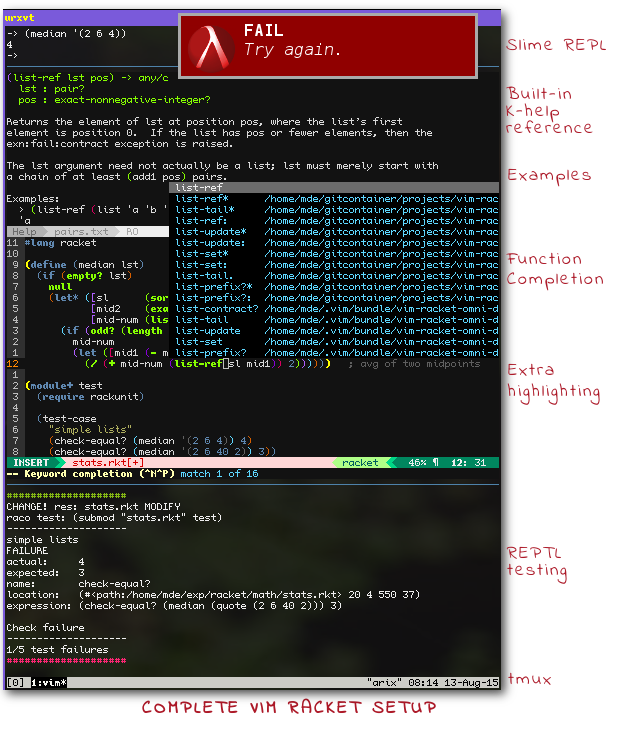 urxvt
-> (median '(2 6 4))
4
->
FAIL
Try again.
Slime REPL
(list-ref lst pos) -> any/c
lst : pair?
pos : exact-nonnegative-integer?
Built-in
K-help
reference
Returns the element of lst at position pos, where the list's first
element is position 0.  If the list has pos or fewer elements, then the
exn:fail:contract exception is raised.
The lst argument need not actually be a list; lst must merely start with
a chain of at least (add1 pos) pairs.
Examples
Examples:
> (list-ref (list 'a 'b '
'a
Help pairs.txt RO
list-ref
list-ref* /home/mde/gitcontainer/projects/vim-rac
list-tail* /home/mde/gitcontainer/projects/vim-rac
list-ref: /home/mde/gitcontainer/projects/vim-rac
list-update* /home/mde/gitcontainer/projects/vim-rac
list-update: /home/mde/gitcontainer/projects/vim-rac
list-set* /home/mde/gitcontainer/projects/vim-rac
list-set: /home/mde/gitcontainer/projects/vim-rac
list-tail. /home/mde/gitcontainer/projects/vim-rac
list-prefix?* /home/mde/gitcontainer/projects/vim-rac
list-prefix?: /home/mde/gitcontainer/projects/vim-rac
list-contract? /home/mde/.vim/bundle/vim-racket-omni-d
list-tail /home/mde/.vim/bundle/vim-racket-omni-d
list-update /home/mde/.vim/bundle/vim-racket-omni-d
list-set /home/mde/.vim/bundle/vim-racket-omni-d
list-prefix? /home/mde/.vim/bundle/vim-racket-omni-d
Function
Completion
11 #lang racket
10
9 (define (median lst)
8 (if (empty? lst)
7 null
6 (let* ([sl (sor
5 [mid2 (exa
4 [mid-num (lis
3 (if (odd? (length
2 mid-num
1 (let ([mid1 (- m
12 (/ (+ mid-num (list-ref sl mid1)) 2)))))) ; avg of two midpoints
1
2 (module+ test
3 (require rackunit)
4
5 (test-case
6 "simple lists"
7 (check-equal? (median '(2 6 4)) 4)
8 (check-equal? (median '(2 6 40 2)) 3))
Extra
highlighting
INSERT stats.rkt[+] racket 46% ¶ 12: 31
-- Keyword completion (^N^P) match 1 of 16
####################
CHANGE! res: stats.rkt MODIFY
raco test: (submod "stats.rkt" test)
--------------------
simple lists
FAILURE
actual: 4
expected: 3
name: check-equal?
location: (#<path:/home/mde/exp/racket/math/stats.rkt> 20 4 550 37)
expression: (check-equal? (median (quote (2 6 40 2))) 3)
REPTL
testing
Check failure
--------------------
1/5 test failures
####################
[0] 1:vim* "arix" 08:14 13-Aug-15
tmux
COMPLETE VIM RACKET SETUP